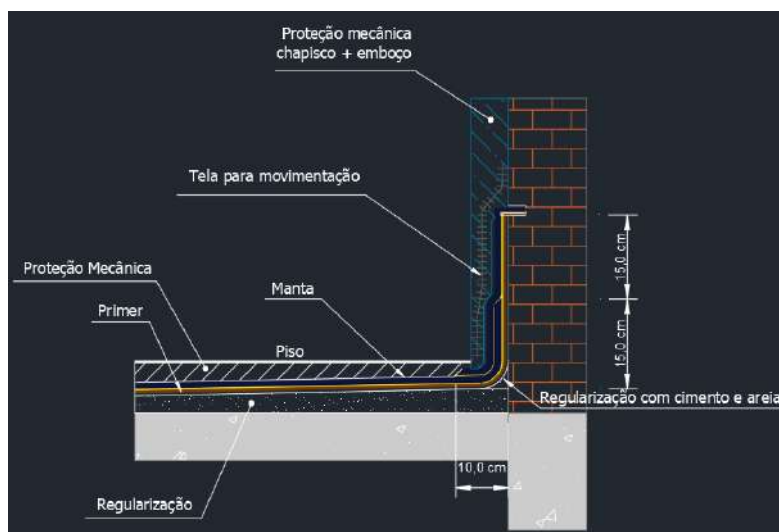 Proteção mecânica
chapisco + emboço
Tela para movimentação
Proteção Mecânica
Manta
Primer
Piso
15,0 cm
15,0 cm
Regularização com cimento e areia
10,0 cm
Regularização